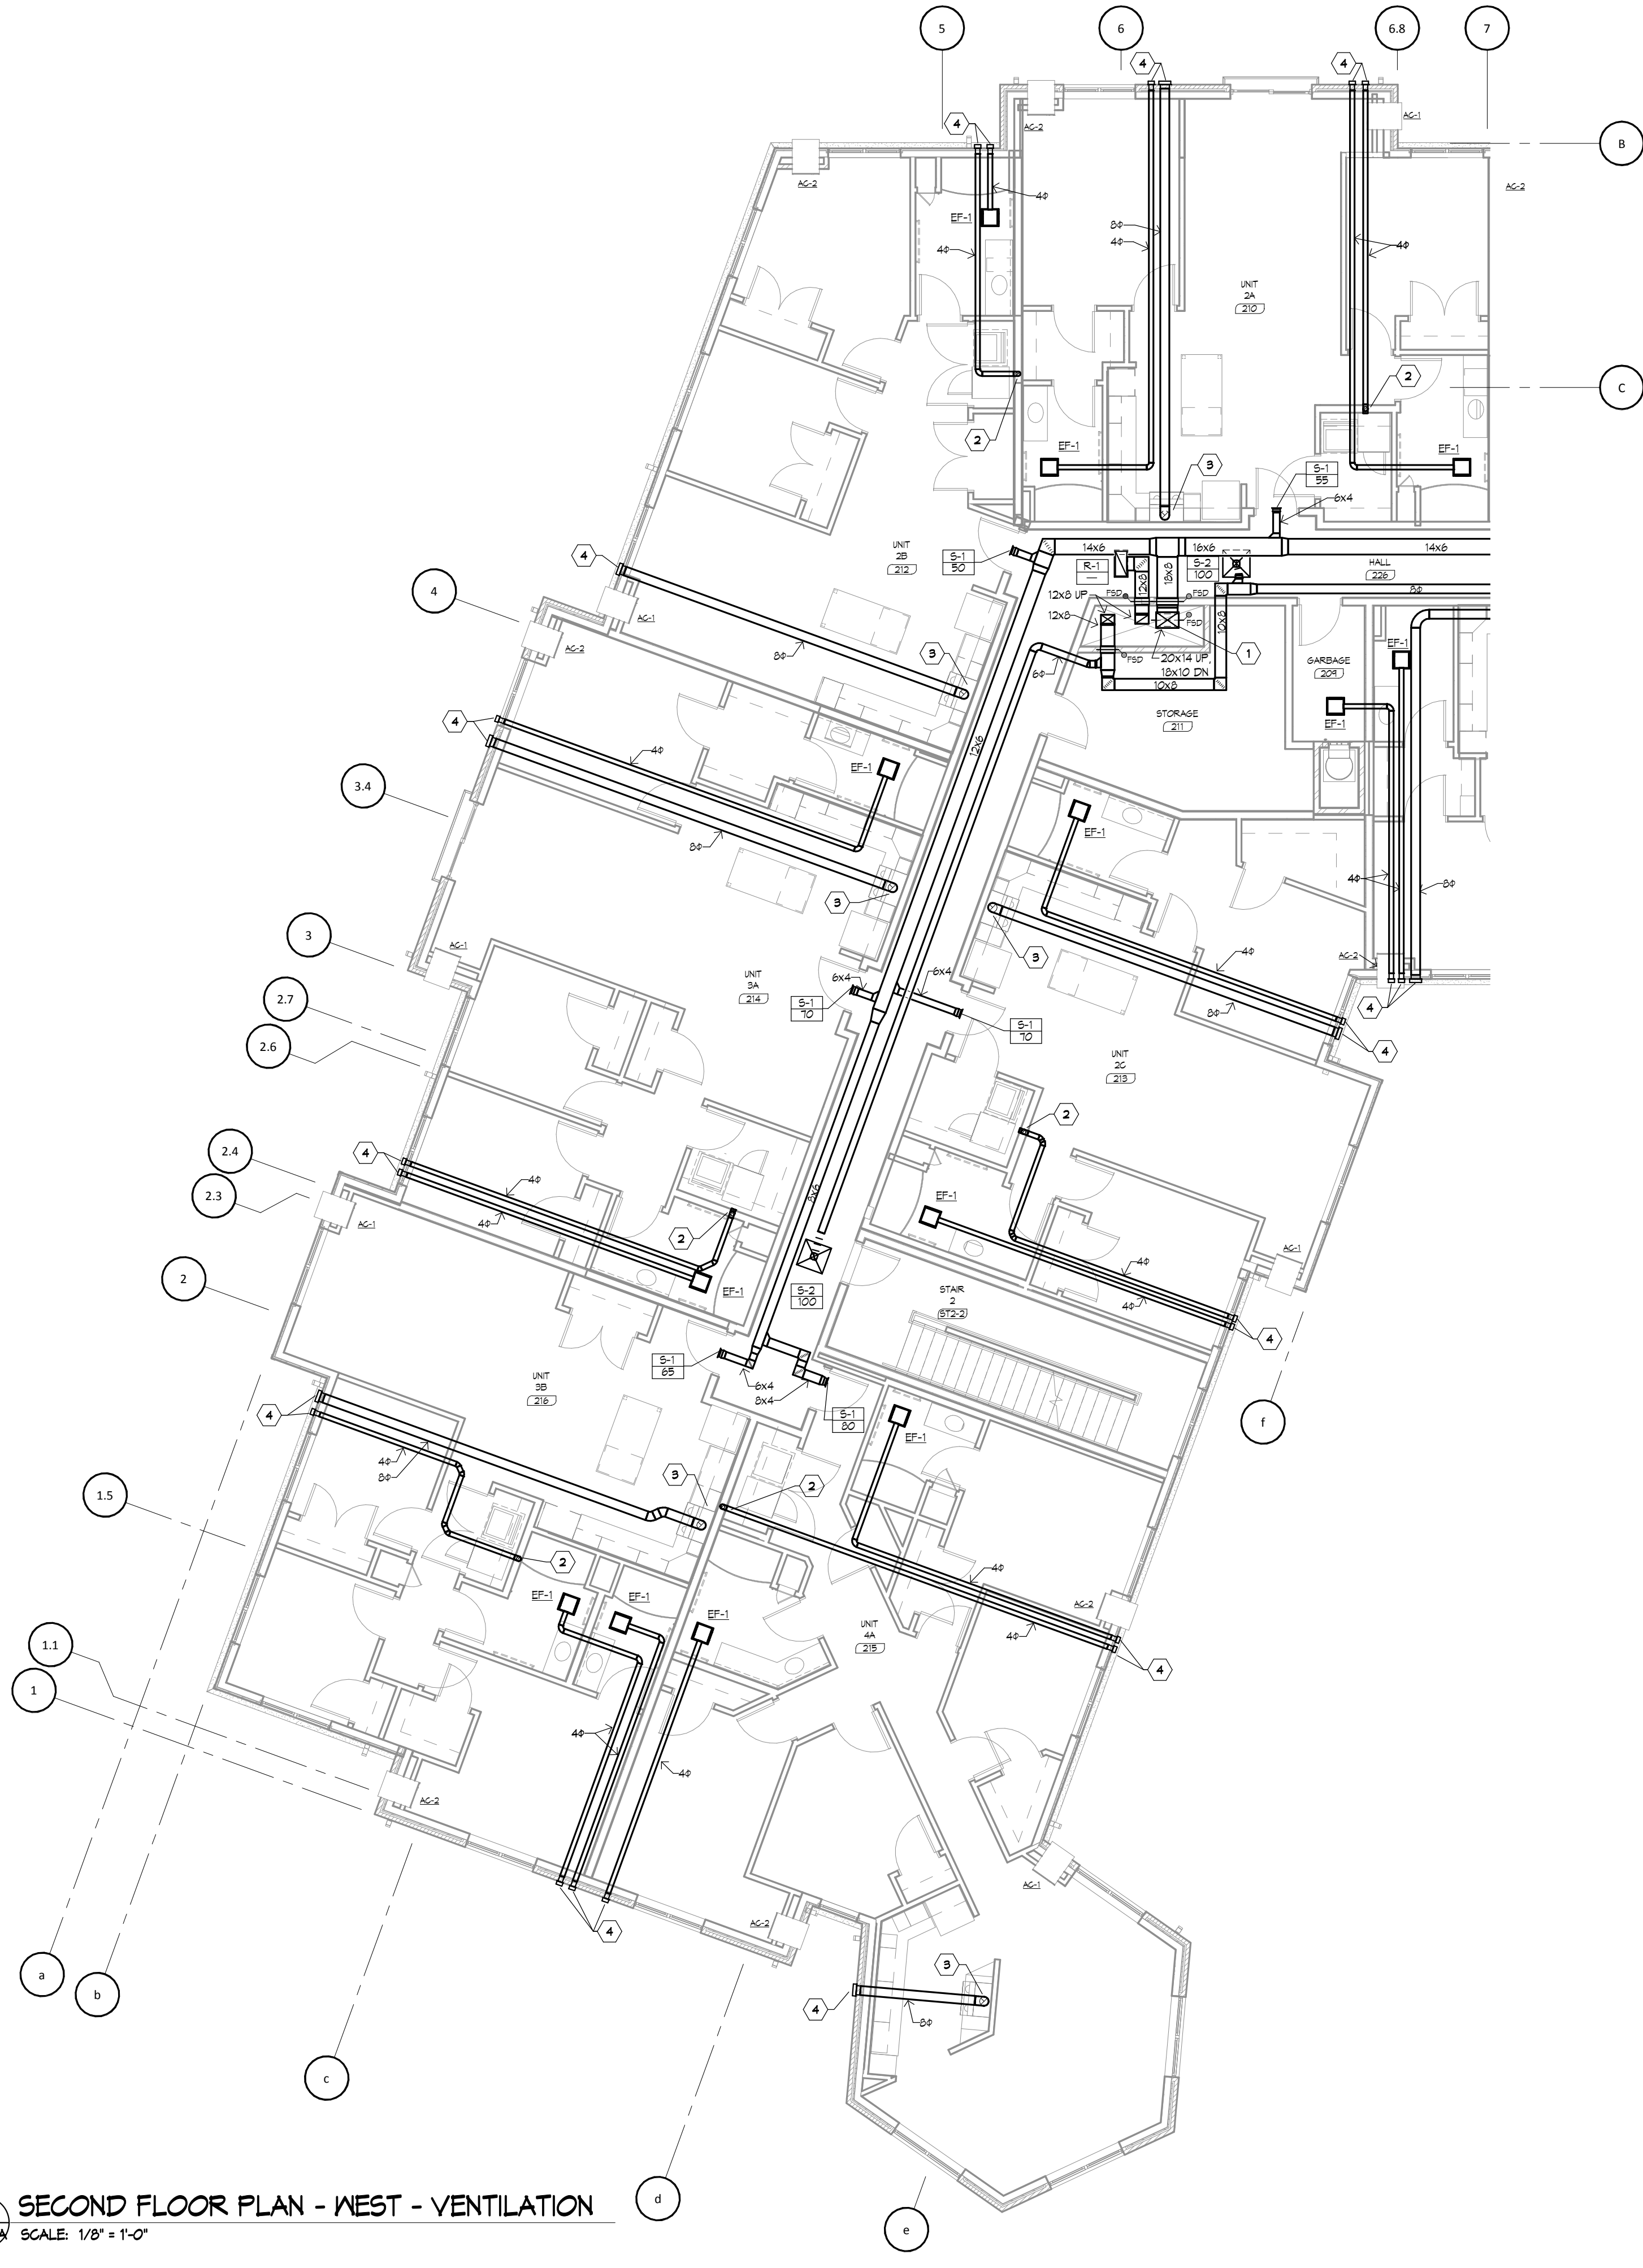 5
6
6.8
7
4
4
AC-2
AC-1
4
B
AC-2
AC-2
4Φ
EF-1
8Φ
4Φ
4Φ
4Φ
UNIT
2A
210
2
C
2
EF-1
3
EF-1
S-1
55
6x4
UNIT
2B
212
S-1
50
14x6
16x6
14x6
R-1
—
12x8
18x8
S-2
100
HALL
226
8Φ
4
4
AC-1
AC-2
8Φ
3
12x8 UP
12x8
FSD
FSD
FSD
FSD
10x8
1
20x14 UP,
18x10 DN
10x8
6Φ
GARBAGE
209
EF-1
EF-1
STORAGE
211
4
4Φ
12x6
EF-1
3.4
8Φ
3
EF-1
4Φ
8Φ
3
AC-1
UNIT
3A
214
6x4
6x4
S-1
70
S-1
70
4Φ
8Φ
AC-2
4
4
3
2.7
2.6
UNIT
2C
213
2
2.4
2.3
4
4Φ
4Φ
AC-1
2
8x6
EF-1
EF-1
4Φ
4Φ
AC-1
4
2
S-2
100
STAIR
2
ST2-2
S-1
65
6x4
8x4
S-1
80
UNIT
3B
216
4
4Φ
8Φ
3
2
EF-1
f
1.5
2
EF-1
EF-1
EF-1
4Φ
4Φ
AC-2
4
UNIT
4A
215
1.1
1
4Φ
4Φ
AC-2
AC-2
4
AC-1
a
b
3
4
8Φ
c
d
e
SECOND FLOOR PLAN - WEST - VENTILATION
A SCALE: 1/8" = 1'-0"